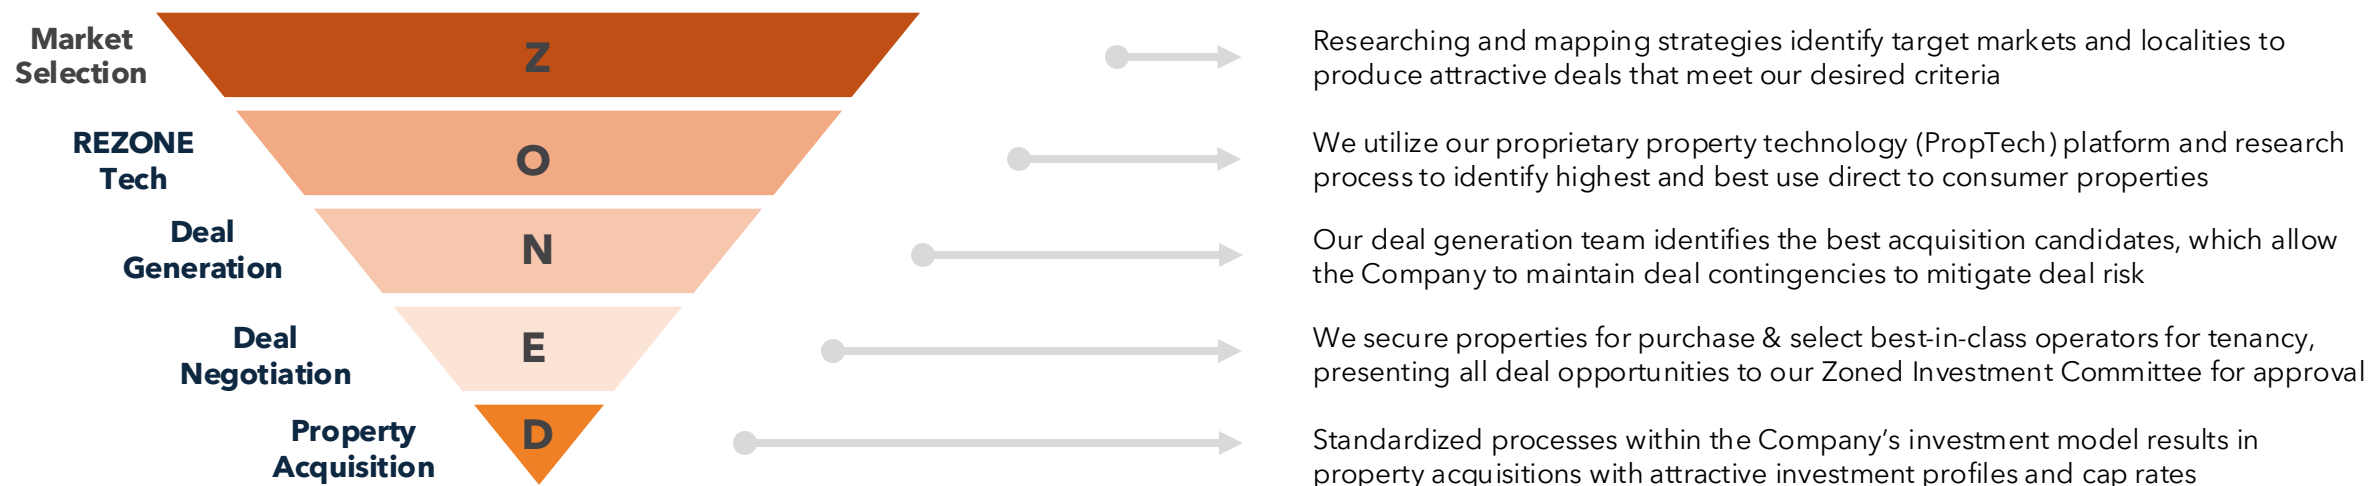 Market
Selection
Z
Researching and mapping strategies identify target markets and localities to
produce attractive deals that meet our desired criteria
REZONE
Tech
O
We utilize our proprietary property technology (PropTech) platform and research
process to identify highest and best use direct to consumer properties
Deal
Generation
N
Our deal generation team identifies the best acquisition candidates, which allow
the Company to maintain deal contingencies to mitigate deal risk
Deal
Negotiation
E
We secure properties for purchase & select best-in-class operators for tenancy,
presenting all deal opportunities to our Zoned Investment Committee for approval
Property
Acquisition
D
Standardized processes within the Company’s investment model results in
property acquisitions with attractive investment profiles and cap rates